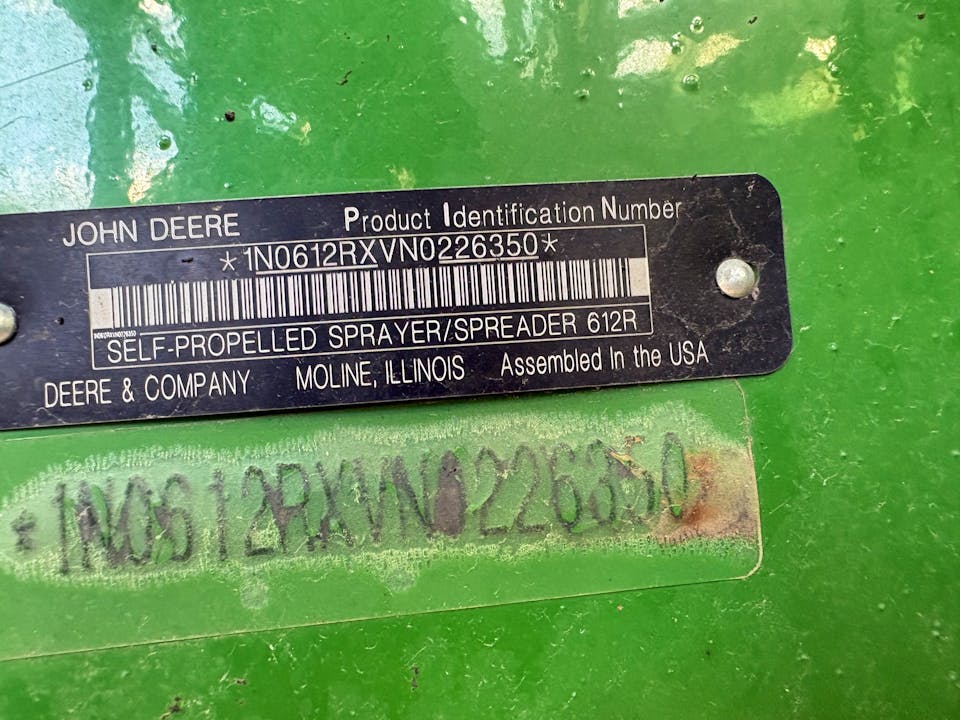 JOHN DEERE Product Identification Number
*1N0612RXVN0226350*
1N0612RXVN0226350
SELF-PROPELLED SPRAYER/SPREADER 612R
DEERE & COMPANY MOLINE, ILLINOIS Assembled In the USA
*1N0612RXVN0226350